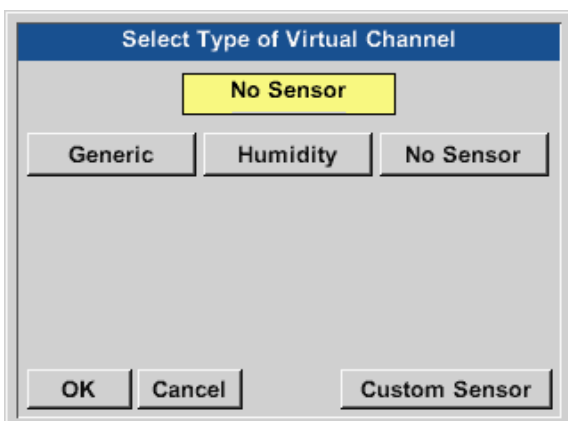 Select Type of Virtual Channel
No Sensor
Generic Humidity No Sensor
OK Cancel Custom Sensor